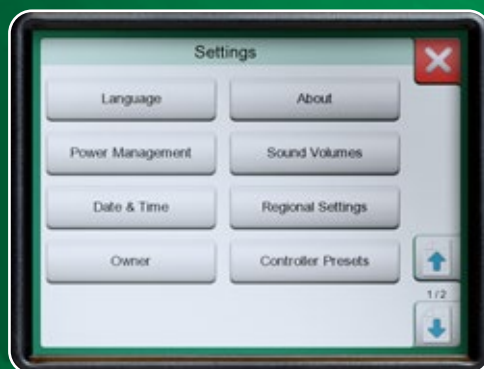 Settings
Language
About
Power Management
Sound Volumes
Date & Time
Regional Settings
Owner
Controller Presets
1/2